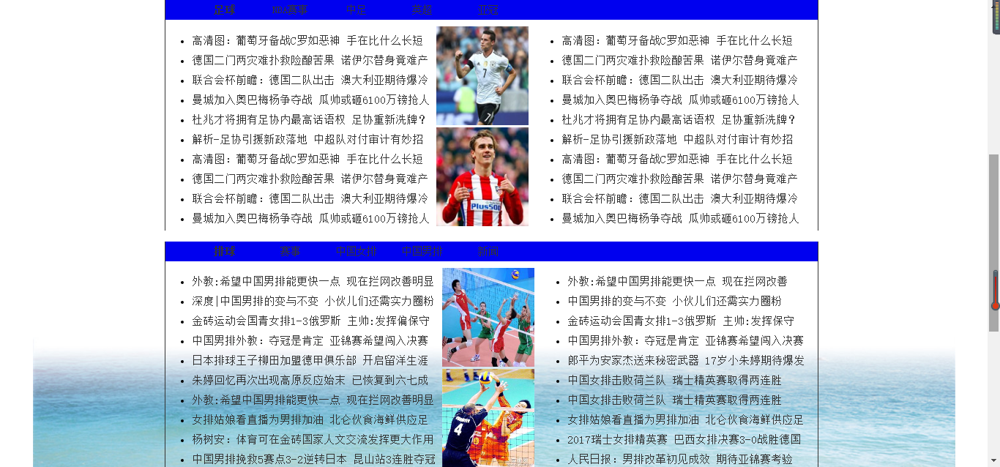 足球 NBA赛事 中足 英超 亚冠
高清图：葡萄牙备战C罗如恶神 手在比什么长短
德国二门两灾难扑救险酿苦果 诺伊尔替身竟难产
联合会杯前瞻：德国二队出击 澳大利亚期待爆冷
曼城加入奥巴梅杨争夺战 瓜帅或砸6100万镑抢人
杜兆才将拥有足协内最高话语权 足协重新洗牌？
解析-足协引援新政落地 中超队对付审计有妙招
高清图：葡萄牙备战C罗如恶神 手在比什么长短
德国二门两灾难扑救险酿苦果 诺伊尔替身竟难产
联合会杯前瞻：德国二队出击 澳大利亚期待爆冷
曼城加入奥巴梅杨争夺战 瓜帅或砸6100万镑抢人
7
7
Plus500
高清图：葡萄牙备战C罗如恶神 手在比什么长短
德国二门两灾难扑救险酿苦果 诺伊尔替身竟难产
联合会杯前瞻：德国二队出击 澳大利亚期待爆冷
曼城加入奥巴梅杨争夺战 瓜帅或砸6100万镑抢人
杜兆才将拥有足协内最高话语权 足协重新洗牌？
解析-足协引援新政落地 中超队对付审计有妙招
高清图：葡萄牙备战C罗如恶神 手在比什么长短
德国二门两灾难扑救险酿苦果 诺伊尔替身竟难产
联合会杯前瞻：德国二队出击 澳大利亚期待爆冷
曼城加入奥巴梅杨争夺战 瓜帅或砸6100万镑抢人
排球 赛事 中国女排 中国男排 新闻
外教:希望中国男排能更快一点 现在拦网改善明显
深度|中国男排的变与不变 小伙儿们还需实力圈粉
金砖运动会国青女排1-3俄罗斯 主帅:发挥偏保守
中国男排外教：夺冠是肯定 亚锦赛希望闯入决赛
日本排球王子柳田加盟德甲俱乐部 开启留洋生涯
朱婷回忆再次出现高原反应始末 已恢复到六七成
外教:希望中国男排能更快一点 现在拦网改善明显
女排姑娘看直播为男排加油 北仑伙食海鲜供应足
杨树安：体育可在金砖国家人文交流发挥更大作用
中国男排挽救5赛点3-2逆转日本 昆山站3连胜夺冠
4
外教:希望中国男排能更快一点 现在拦网改善
中国男排的变与不变 小伙儿们还需实力圈粉
金砖运动会国青女排1-3俄罗斯 主帅:发挥偏保守
中国男排外教：夺冠是肯定 亚锦赛希望闯入决赛
郎平为安家杰送来秘密武器 17岁小朱婷期待爆发
中国女排击败荷兰队 瑞士精英赛取得两连胜
中国女排击败荷兰队 瑞士精英赛取得两连胜
女排姑娘看直播为男排加油 北仑伙食海鲜供应足
2017瑞士女排精英赛 巴西女排决赛3-0战胜德国
人民日报：男排改革初见成效 期待亚锦赛考验